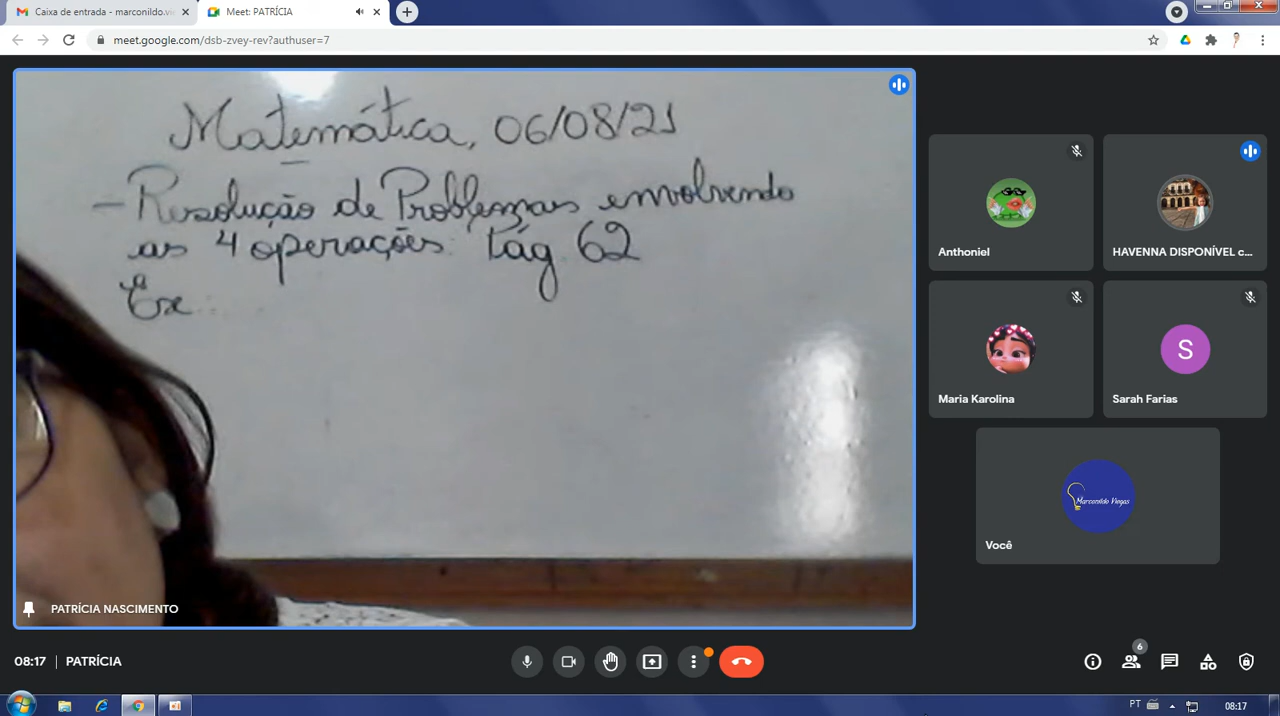 Caixa de entrada - marconildo.vie
Meet: PATRÍCIA
meet.google.com/dsb-zvey-rev?authuser=7
Matemática, 06/08/21
- Resolução de Problemas envolvendo
as 4 operações. Pág. 62
Ex:
Anthoniel
HAVENNA DISPONÍVEL c...
Maria Karolina
S
Sarah Farias
Marconildo Viegas
Você
PATRÍCIA NASCIMENTO
08:17 | PATRÍCIA
6
PT
08:17